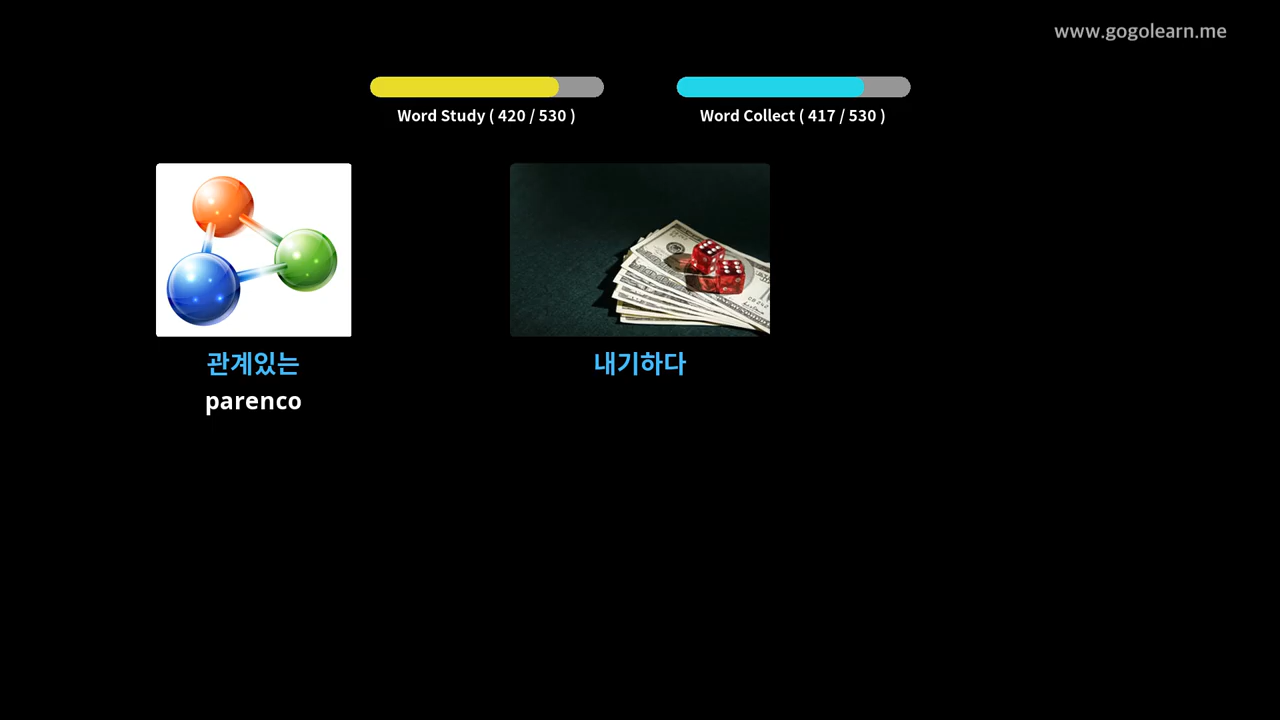 www.gogolearn.me
Word Study ( 420 / 530 )
Word Collect ( 417 / 530 )
관계있는
parenco
내기하다